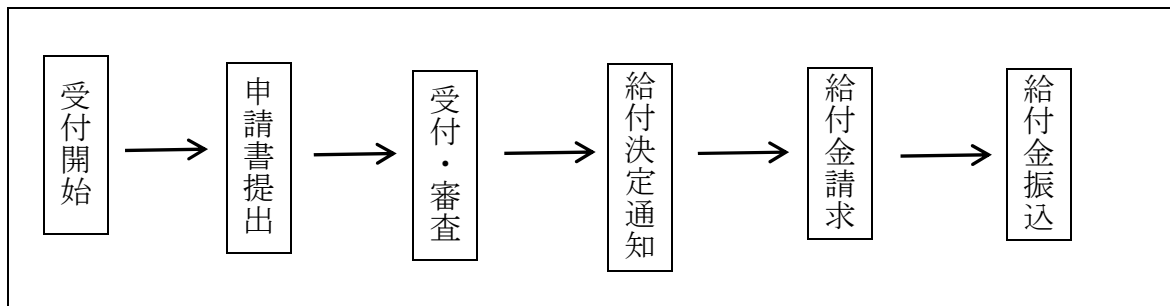 受付開始
申請書提出
受付・審査
給付決定通知
給付金請求
給付金振込